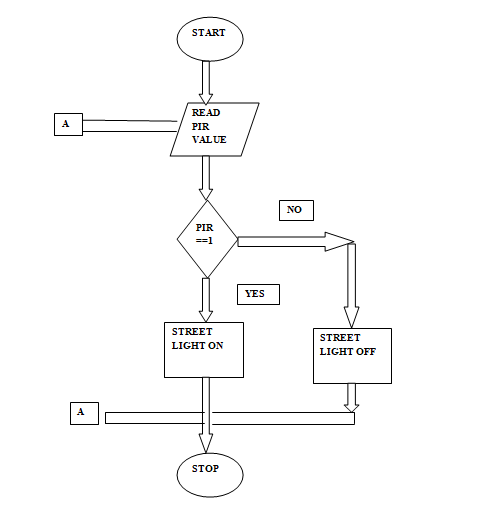 START
A
READ
PIR
VALUE
NO
PIR
==1
YES
STREET
LIGHT ON
STREET
LIGHT OFF
A
STOP